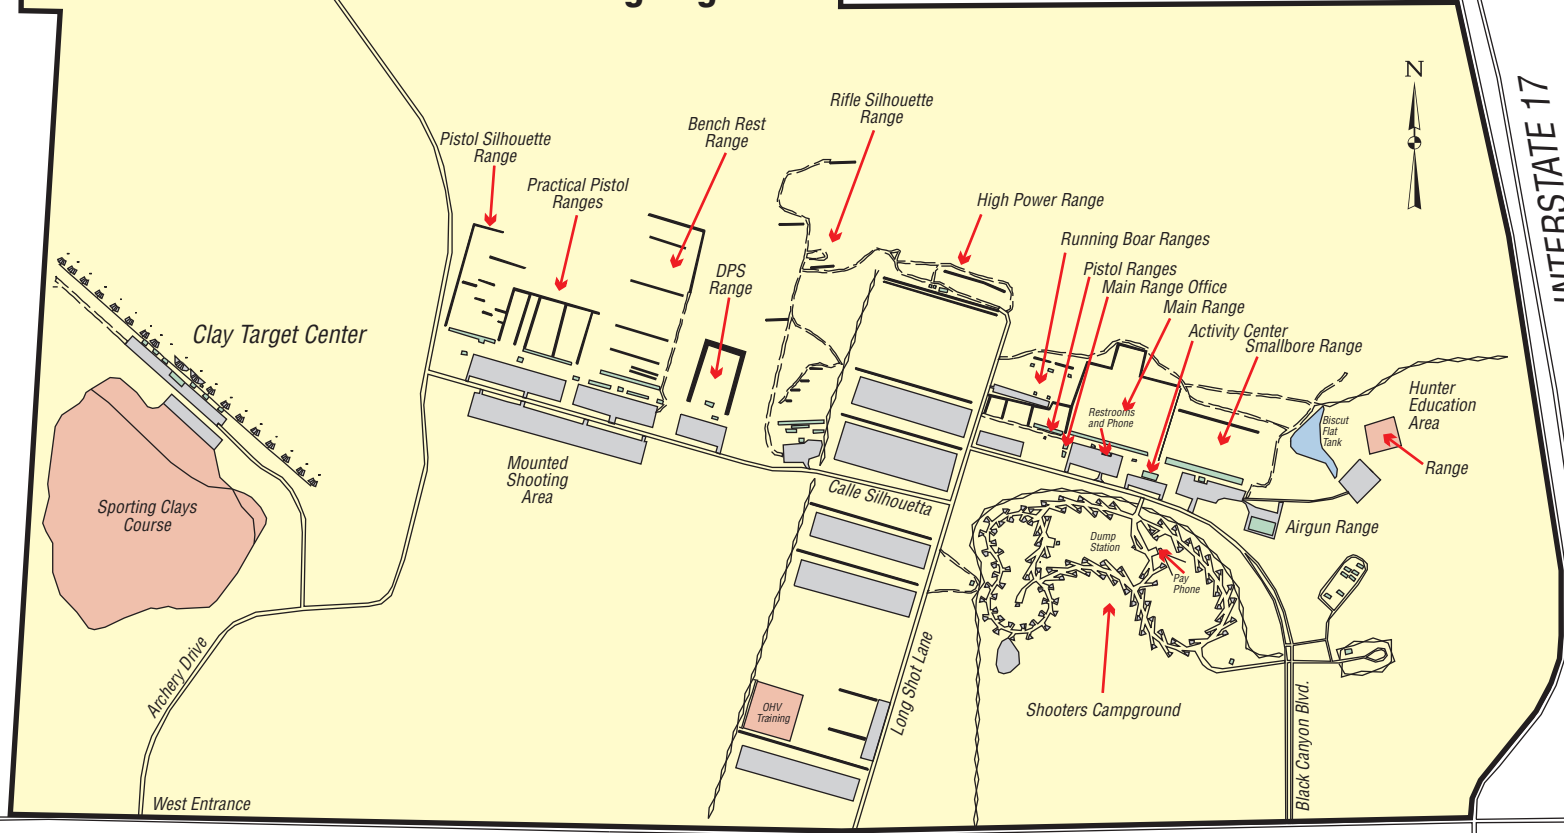 Rifle Silhouette
Range
N
INTERSTATE 17
Bench Rest
Range
Pistol Silhouette
Range
Practical Pistol
Ranges
High Power Range
Running Boar Ranges
DPS
Range
Pistol Ranges
Main Range Office
Main Range
Activity Center
Smallbore Range
Clay Target Center
Hunter
Education
Area
Restrooms
and Phone
Biscut
Flat
Tank
Range
Mounted
Shooting
Area
Calle Silhouetta
Sporting Clays
Course
Airgun Range
Dump
Station
Pay
Phone
Archery Drive
Long Shot Lane
OHV
Training
Shooters Campground
Black Canyon Blvd.
West Entrance